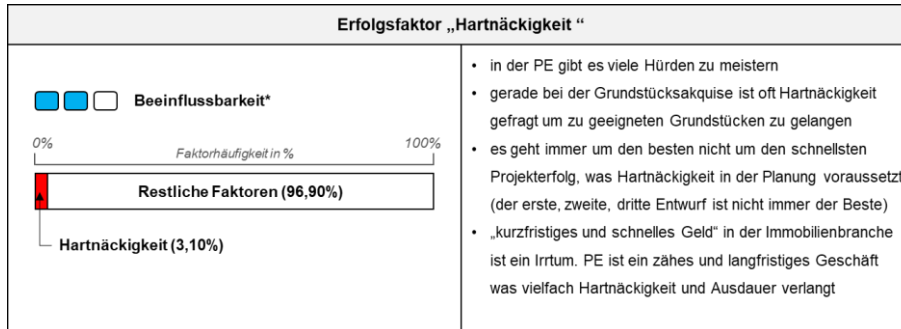 Erfolgsfaktor „Hartnäckigkeit “
Beeinflussbarkeit*
0%
100%
Faktorhäufigkeit in %
Restliche Faktoren (96,90%)
Hartnäckigkeit (3,10%)
• in der PE gibt es viele Hürden zu meistern
• gerade bei der Grundstücksakquise ist oft Hartnäckigkeit
gefragt um zu geeigneten Grundstücken zu gelangen
• es geht immer um den besten nicht um den schnellsten
Projekterfolg, was Hartnäckigkeit in der Planung voraussetzt
(der erste, zweite, dritte Entwurf ist nicht immer der Beste)
• „kurzfristiges und schnelles Geld“ in der Immobilienbranche
ist ein Irrtum. PE ist ein zähes und langfristiges Geschäft
was vielfach Hartnäckigkeit und Ausdauer verlangt